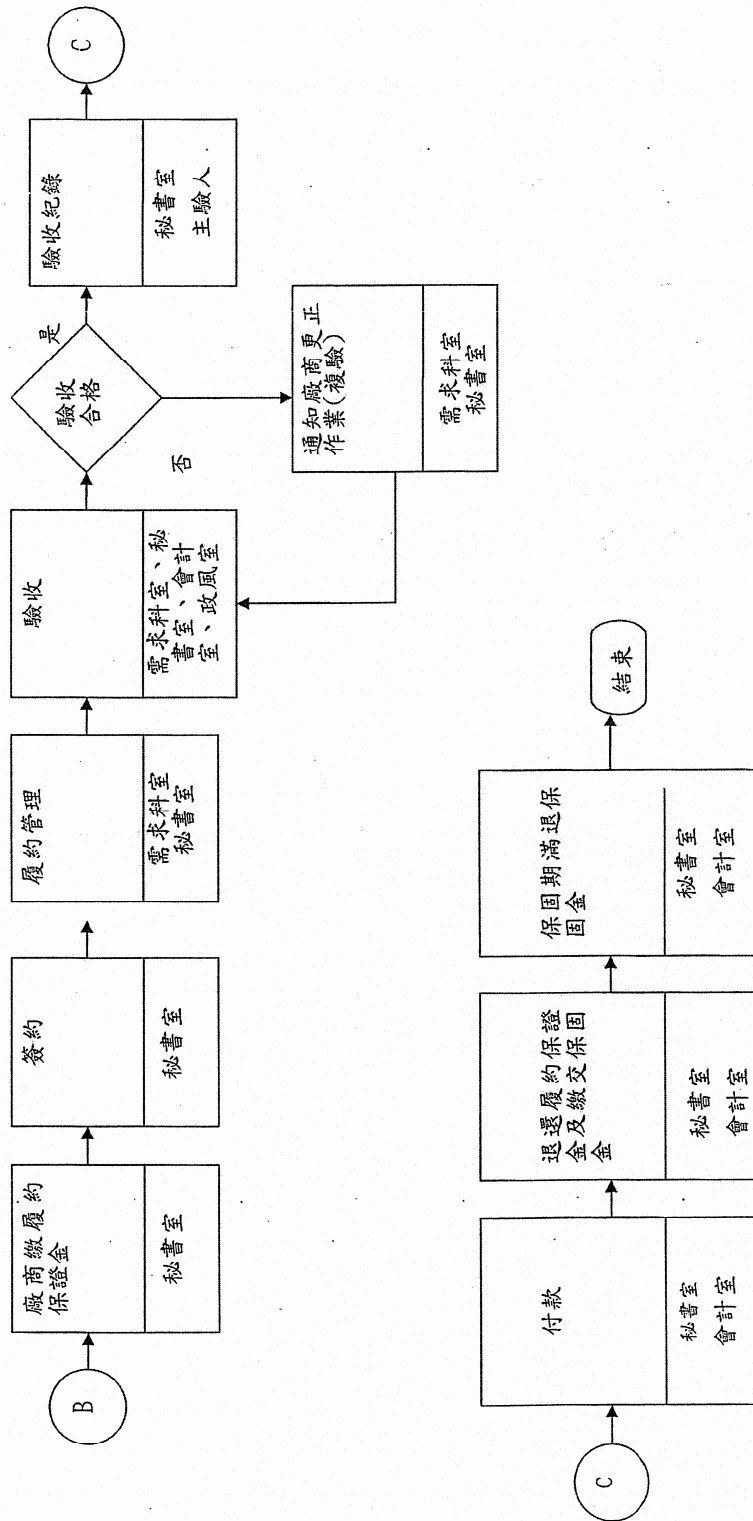 B
廠商繳履約
保證金
秘書室
簽約
秘書室
履約管理
需求科室
秘書室
驗收
需求科室、秘
書室、會計
室、政風室
驗收
合格
是
否
通知廠商更正
作業(複驗)
需求科室
秘書室
驗收紀錄
秘書室
主驗人
C
C
付款
秘書室
會計室
退還履約保證
金及繳交保固
金
秘書室
會計室
保固期滿退保
固金
秘書室
會計室
結束